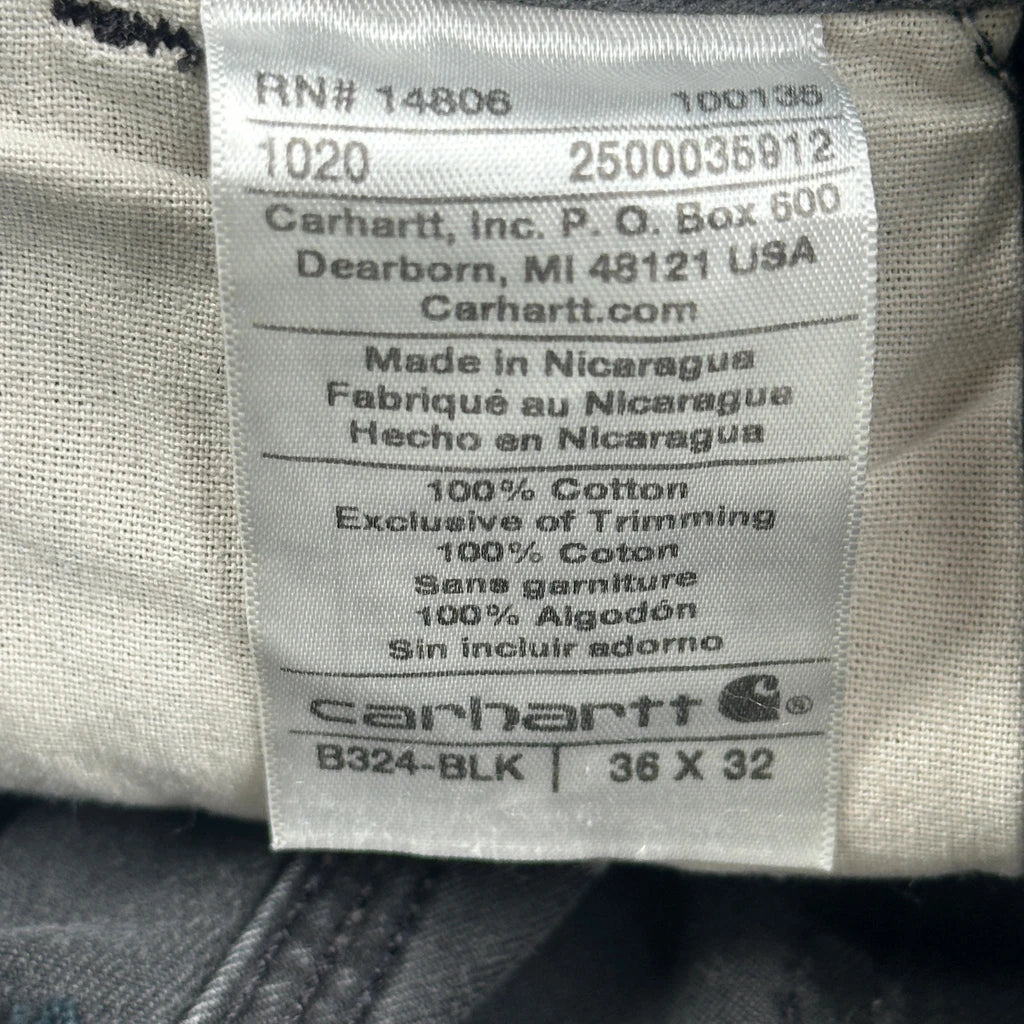 RN# 14806 100135
1020 2500036912
Carhartt, Inc. P. O. Box 600
Dearborn, MI 48121 USA
Carhartt.com
Made in Nicaragua
Fabriqué au Nicaragua
Hecho en Nicaragua
100% Cotton
Exclusive of Trimming
100% Coton
Sans garniture
100% Algodón
Sin incluir adorno
carhartt ®
B324-BLK 36 X 32